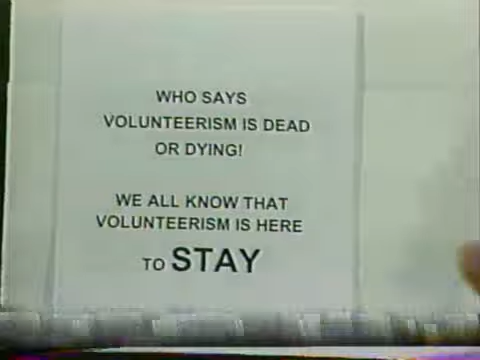 WHO SAYS
VOLUNTEERISM IS DEAD
OR DYING!
WE ALL KNOW THAT
VOLUNTEERISM IS HERE
TO STAY